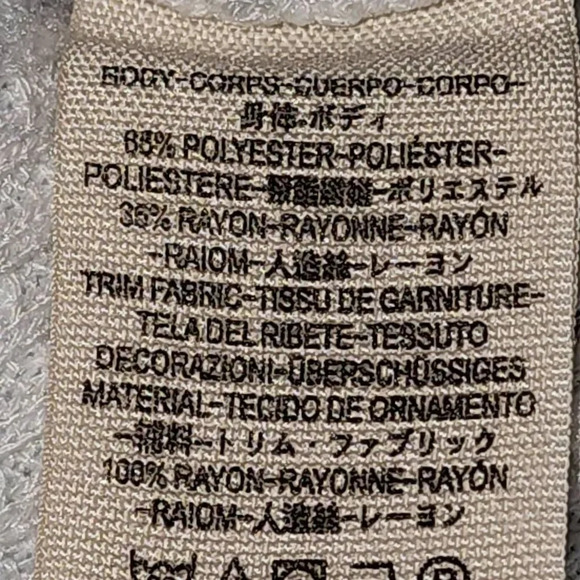 BODY-CORPS-CUERPO-CORPO-
身体-ボディ
65% POLYESTER-POLIÉSTER-
POLIESTERE-聚酯纖維-ポリエステル
35% RAYON-RAYONNE-RAYÓN
-RAIOM-人造絲-レーヨン
TRIM FABRIC-TISSU DE GARNITURE-
TELA DEL RIBETE-TESSUTO
DECORAZIONI-ÜBERSCHÜSSIGES
MATERIAL-TECIDO DE ORNAMENTO
-輔料-トリム・ファブリック
100% RAYON-RAYONNE-RAYÓN
-RAIOM-人造絲-レーヨン